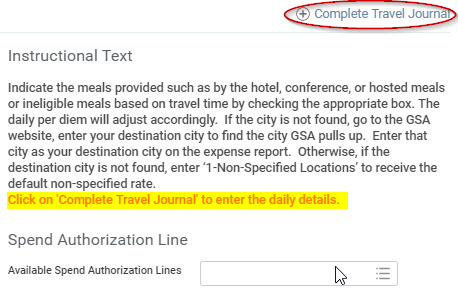 Complete Travel Journal
Instructional Text
Indicate the meals provided such as by the hotel, conference, or hosted meals
or ineligible meals based on travel time by checking the appropriate box. The
daily per diem will adjust accordingly.  If the city is not found, go to the GSA
website, enter your destination city to find the city GSA pulls up.  Enter that
city as your destination city on the expense report.  Otherwise, if the
destination city is not found, enter ‘1-Non-Specified Locations’ to receive the
default non-specified rate.
Click on 'Complete Travel Journal' to enter the daily details.
Spend Authorization Line
Available Spend Authorization Lines